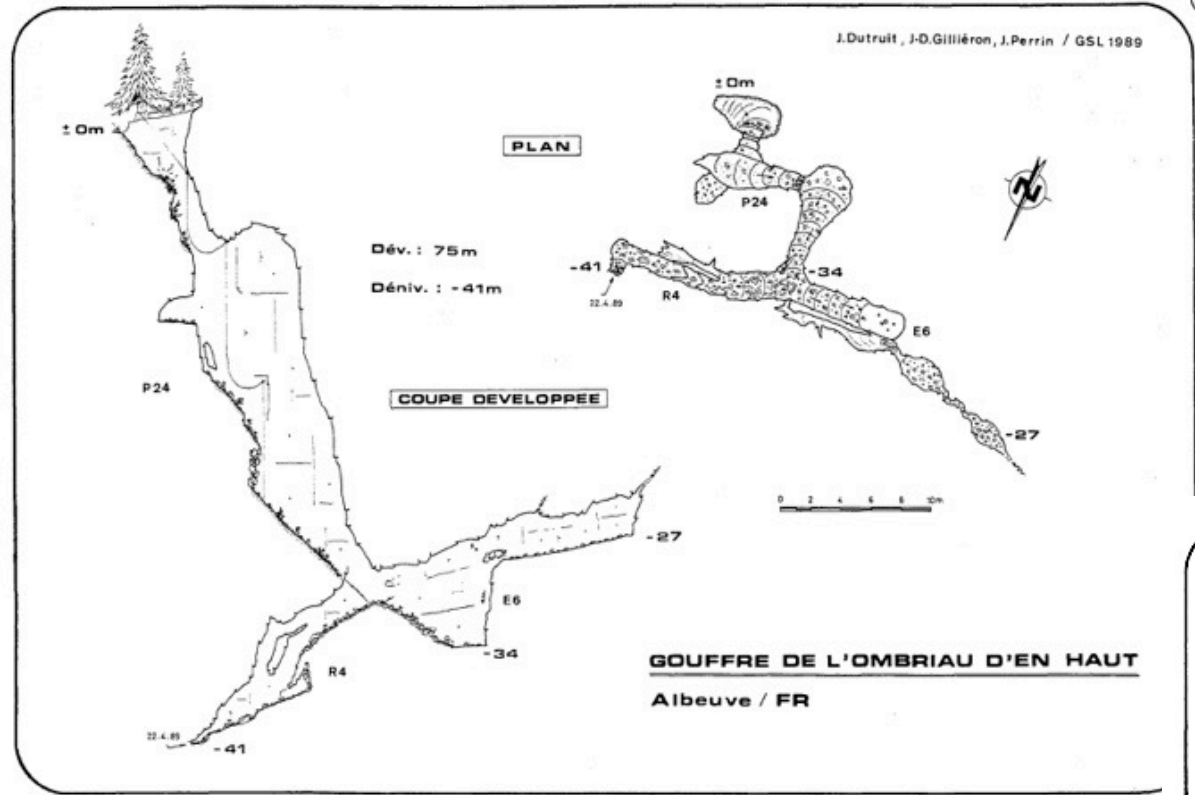 J.Dutruit, J-D.Gilliéron, J.Perrin / GSL 1989
± 0m
± 0m
PLAN
N
P24
Dév. : 75m
Déniv. : -41m
-41
-34
22.4.89
R4
E6
P24
COUPE DEVELOPPEE
-27
0 2 4 6 8 10m
-27
E6
-34
R4
GOUFFRE DE L'OMBRIAU D'EN HAUT
Albeuve / FR
22.4.89
-41